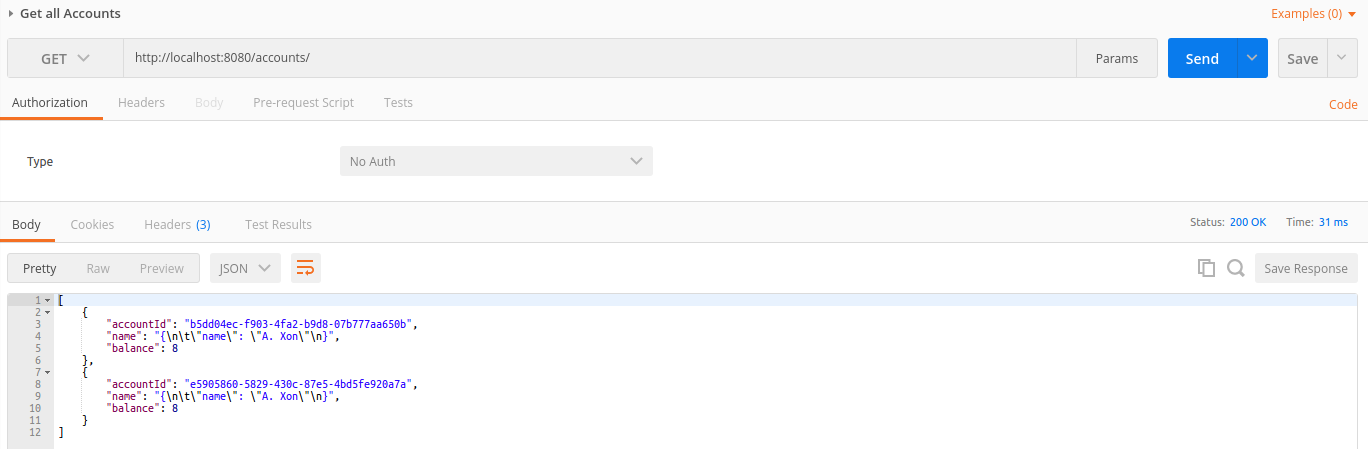 Get all Accounts
Examples (0)
GET
http://localhost:8080/accounts/
Params
Send
Save
Authorization
Headers
Body
Pre-request Script
Tests
Code
Type
No Auth
Body
Cookies
Headers (3)
Test Results
Status: 200 OK
Time: 31 ms
Pretty
Raw
Preview
JSON
Save Response
1 [
2 {
3 "accountId": "b5dd04ec-f903-4fa2-b9d8-07b777aa650b",
4 "name": "{\n\t\"name\": \"A. Xon\"\n}",
5 "balance": 8
6 },
7 {
8 "accountId": "e5905860-5829-430c-87e5-4bd5fe920a7a",
9 "name": "{\n\t\"name\": \"A. Xon\"\n}",
10 "balance": 8
11 }
12 ]